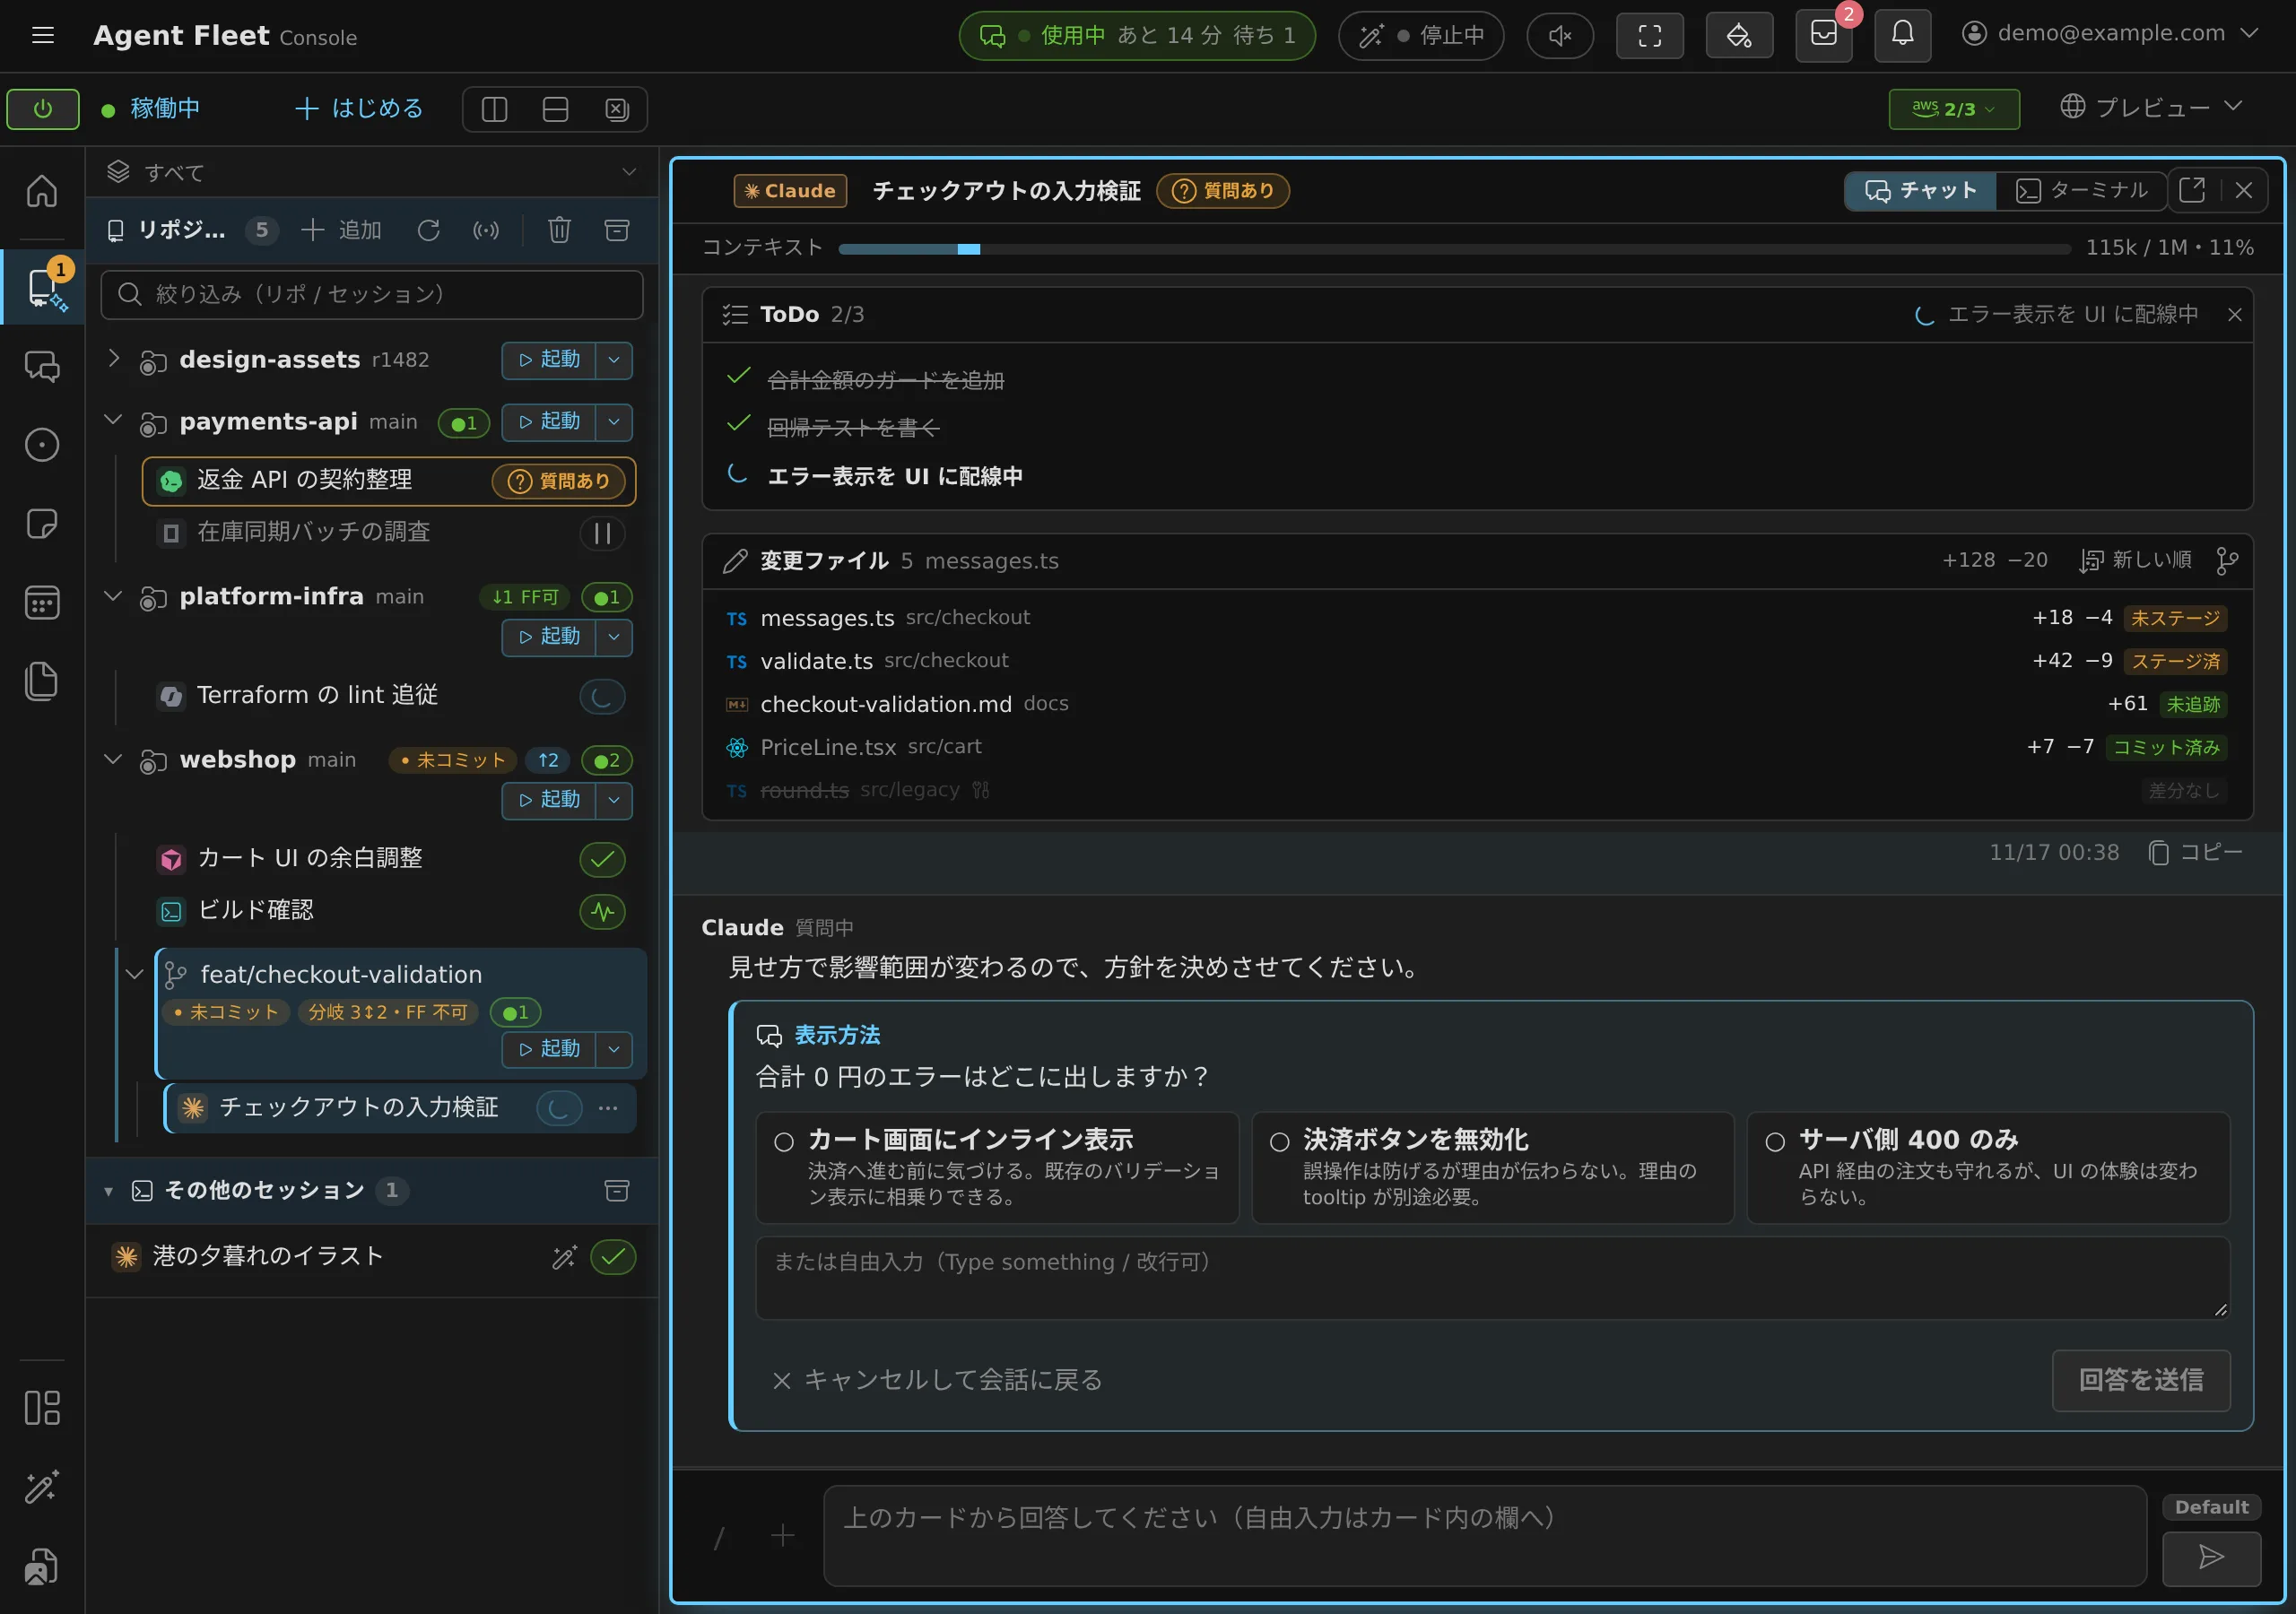 Agent Fleet Console
使用中 あと 14 分 待ち 1
停止中
2
demo@example.com
稼働中
はじめる
aws 2/3
プレビュー
すべて
リポジ... 5 追加
1
絞り込み（リポ / セッション）
design-assets r1482 起動
payments-api main 1 起動
返金 API の契約整理 質問あり
在庫同期バッチの調査
platform-infra main ↓1 FF可 1
起動
Terraform の lint 追従
webshop main • 未コミット ↑2 2
起動
カート UI の余白調整
ビルド確認
feat/checkout-validation
• 未コミット 分岐 3↕2・FF 不可 1
起動
チェックアウトの入力検証 …
その他のセッション 1
港の夕暮れのイラスト
Claude チェックアウトの入力検証 質問あり
チャット ターミナル
コンテキスト 115k / 1M・11%
ToDo 2/3 エラー表示を UI に配線中
合計金額のガードを追加
回帰テストを書く
エラー表示を UI に配線中
変更ファイル 5 messages.ts +128 −20 新しい順
TS messages.ts src/checkout +18 −4 未ステージ
TS validate.ts src/checkout +42 −9 ステージ済
M↓ checkout-validation.md docs +61 未追跡
PriceLine.tsx src/cart +7 −7 コミット済み
TS round.ts src/legacy 差分なし
11/17 00:38 コピー
Claude 質問中
見せ方で影響範囲が変わるので、方針を決めさせてください。
表示方法
合計 0 円のエラーはどこに出しますか？
カート画面にインライン表示
決済へ進む前に気づける。既存のバリデーショ
ン表示に相乗りできる。
決済ボタンを無効化
誤操作は防げるが理由が伝わらない。理由の
tooltip が別途必要。
サーバ側 400 のみ
API 経由の注文も守れるが、UI の体験は変わ
らない。
または自由入力（Type something / 改行可）
キャンセルして会話に戻る
回答を送信
/
上のカードから回答してください（自由入力はカード内の欄へ）
Default